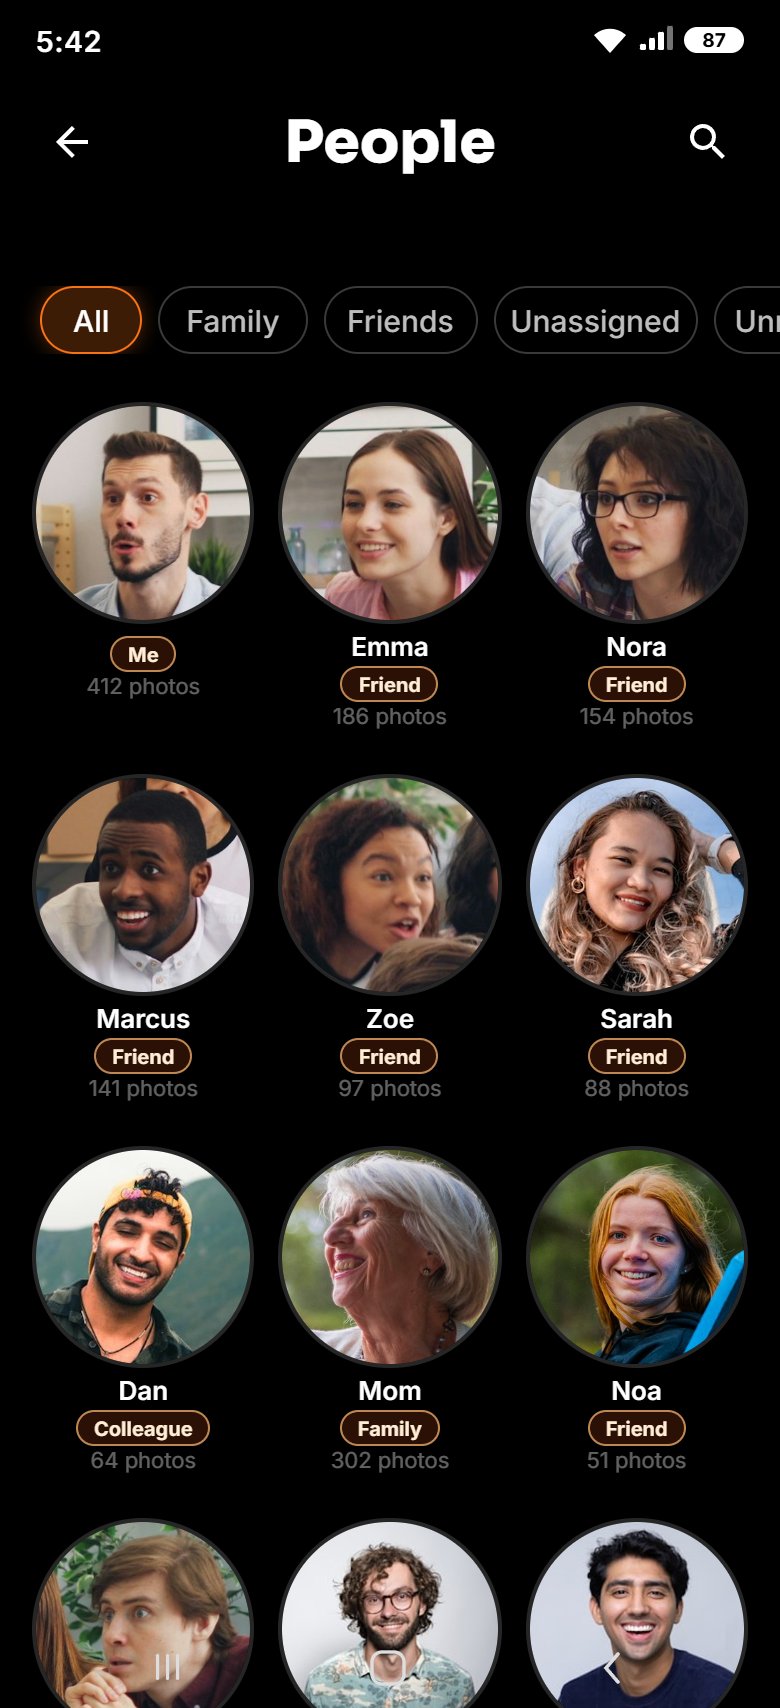 5:42
87
People
All Family Friends Unassigned Unr
Me
412 photos
Emma
Friend
186 photos
Nora
Friend
154 photos
Marcus
Friend
141 photos
Zoe
Friend
97 photos
Sarah
Friend
88 photos
Dan
Colleague
64 photos
Mom
Family
302 photos
Noa
Friend
51 photos